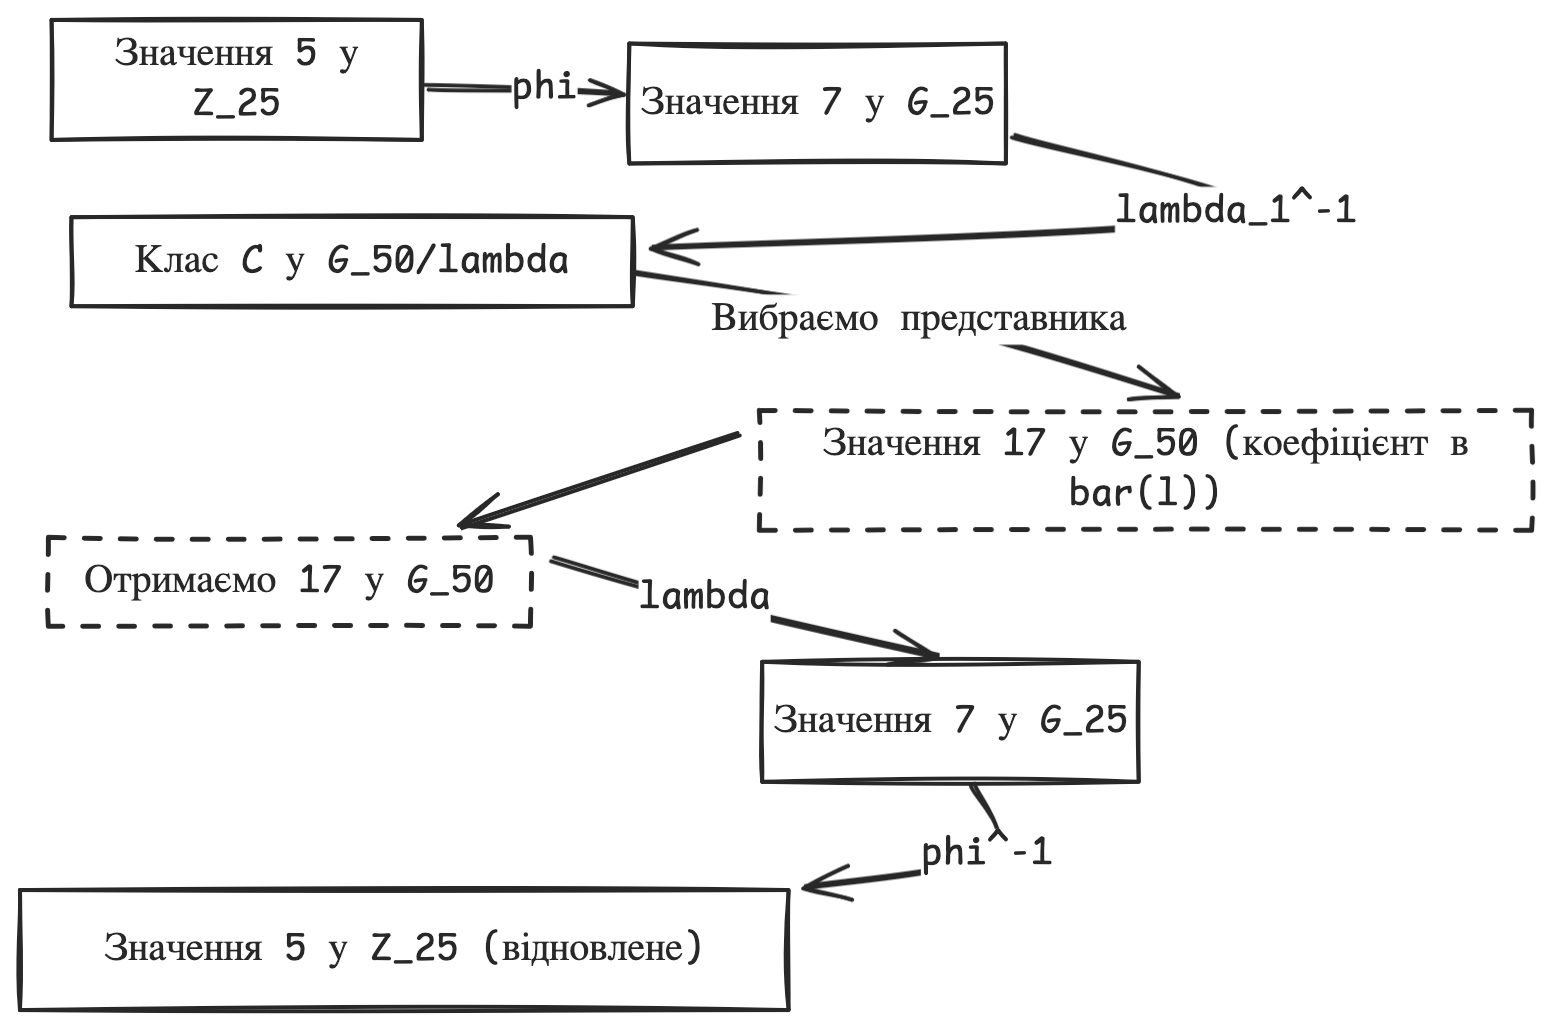 Значення 5 у
Z_25
phi
Значення 7 у G_25
lambda_1^-1
Клас C у G_50/lambda
Вибраємо представника
Значення 17 у G_50 (коефіцієнт в
bar(l))
Отримаємо 17 у G_50
lambda
Значення 7 у G_25
phi^-1
Значення 5 у Z_25 (відновлене)